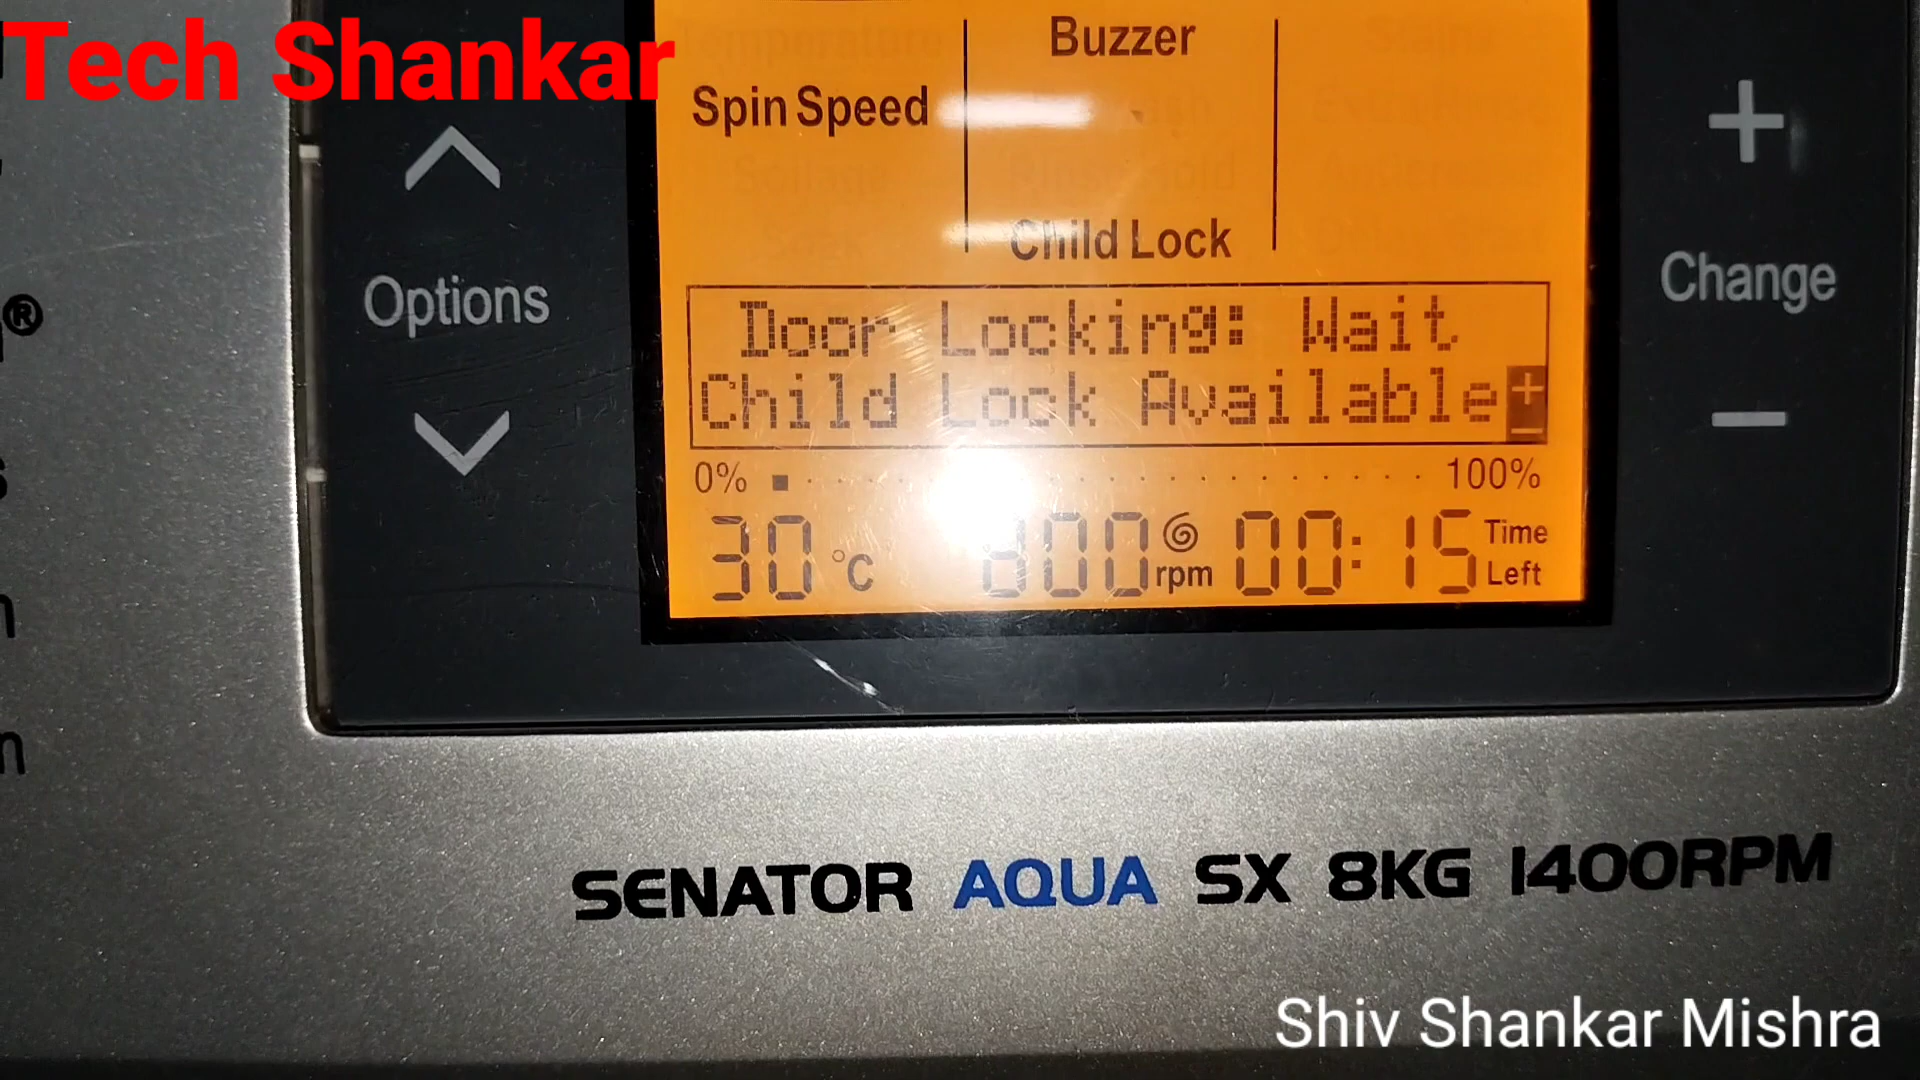 Tech Shankar
Buzzer
Spin Speed
Child Lock
Options
Change
Door Locking: Wait
Child Lock Available
0% 100%
30 °C 800 rpm 00:15 Time Left
SENATOR AQUA SX 8KG 1400RPM
Shiv Shankar Mishra